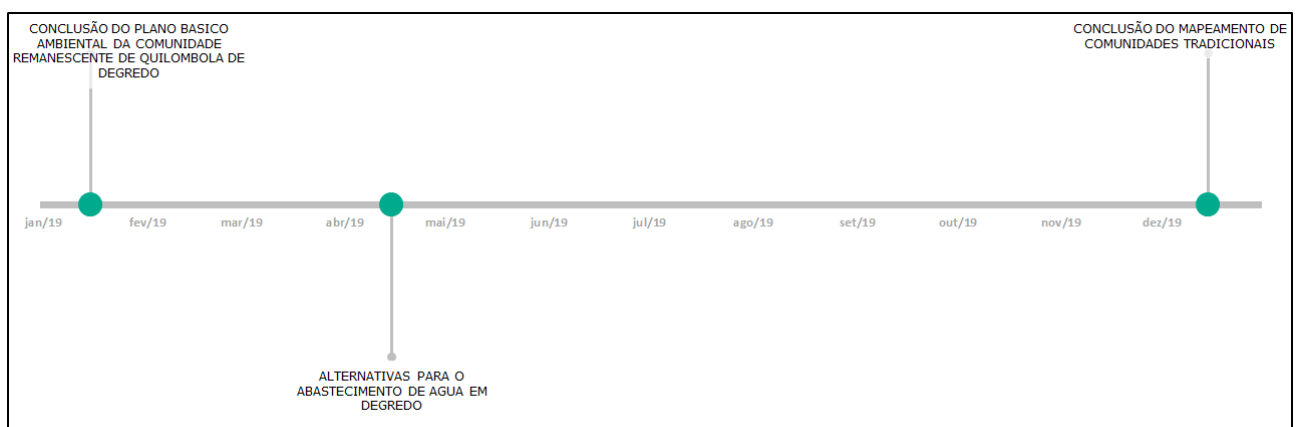 CONCLUSÃO DO PLANO BASICO
AMBIENTAL DA COMUNIDADE
REMANESCENTE DE QUILOMBOLA DE
DEGREDO
CONCLUSÃO DO MAPEAMENTO DE
COMUNIDADES TRADICIONAIS
jan/19 fev/19 mar/19 abr/19 mai/19 jun/19 jul/19 ago/19 set/19 out/19 nov/19 dez/19
ALTERNATIVAS PARA O
ABASTECIMENTO DE AGUA EM
DEGREDO